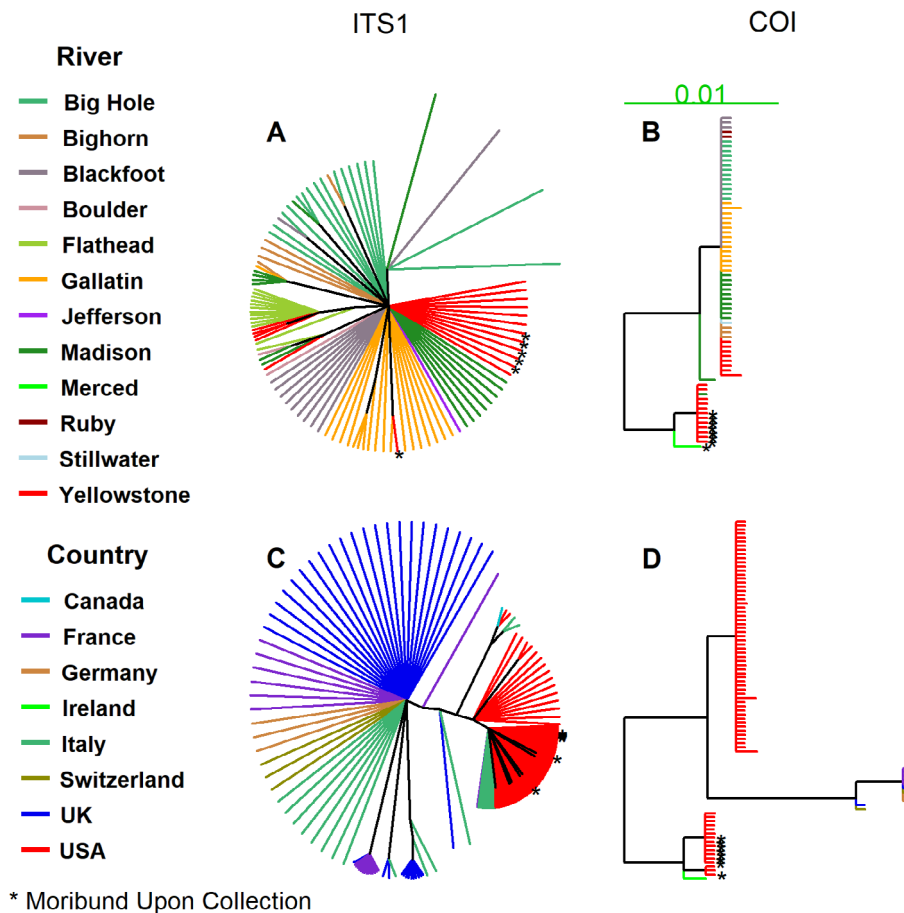 ITS1
COI
River
Big Hole
Bighorn
Blackfoot
Boulder
Flathead
Gallatin
Jefferson
Madison
Merced
Ruby
Stillwater
Yellowstone
A
*
*
*
*
*
*
0.01
B
*
*
*
*
*
*
*
Country
Canada
France
Germany
Ireland
Italy
Switzerland
UK
USA
C
*
*
*
D
*
*
*
*
*
*
*
* Moribund Upon Collection